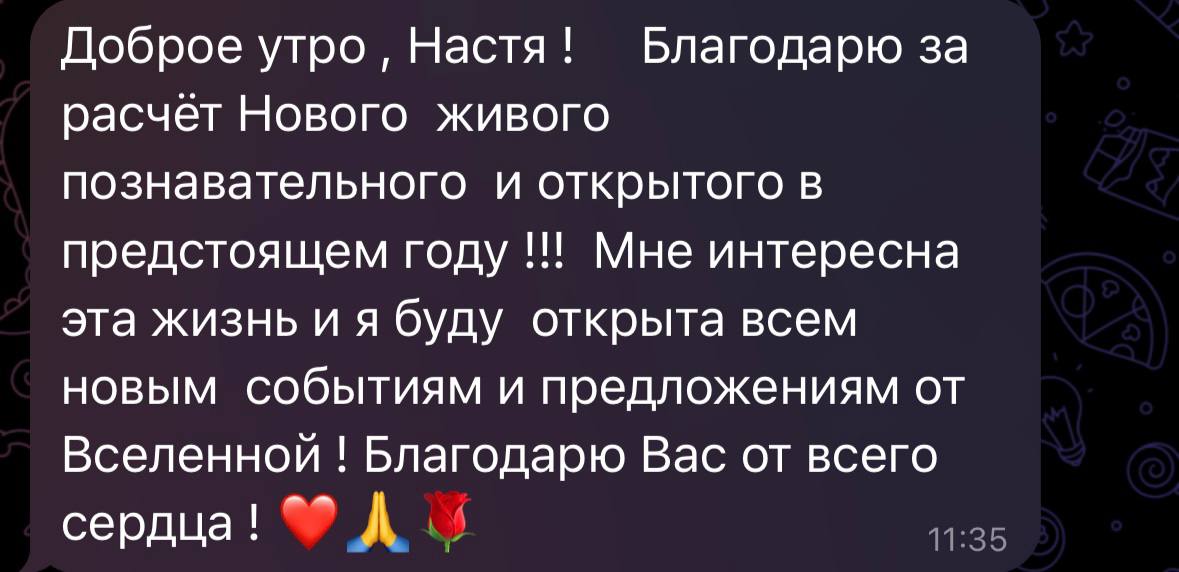 Доброе утро , Настя !     Благодарю за
расчёт Нового  живого
познавательного  и открытого в
предстоящем году !!!  Мне интересна
эта жизнь и я буду  открыта всем
новым  событиям и предложениям от
Вселенной ! Благодарю Вас от всего
сердца ! ❤️🙏🌹
11:35